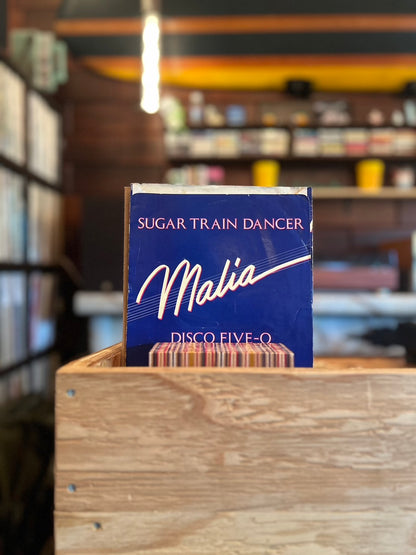 SUGAR TRAIN DANCER
Malia
DISCO FIVE-O